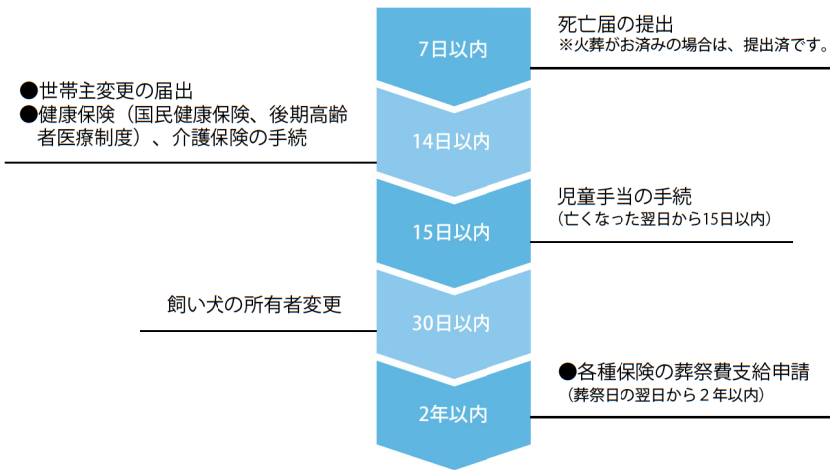 7日以内
死亡届の提出
※火葬がお済みの場合は、提出済です。
●世帯主変更の届出
●健康保険（国民健康保険、後期高齢
者医療制度）、介護保険の手続
14日以内
児童手当の手続
（亡くなった翌日から15日以内）
15日以内
飼い犬の所有者変更
30日以内
●各種保険の葬祭費支給申請
（葬祭日の翌日から２年以内）
2年以内